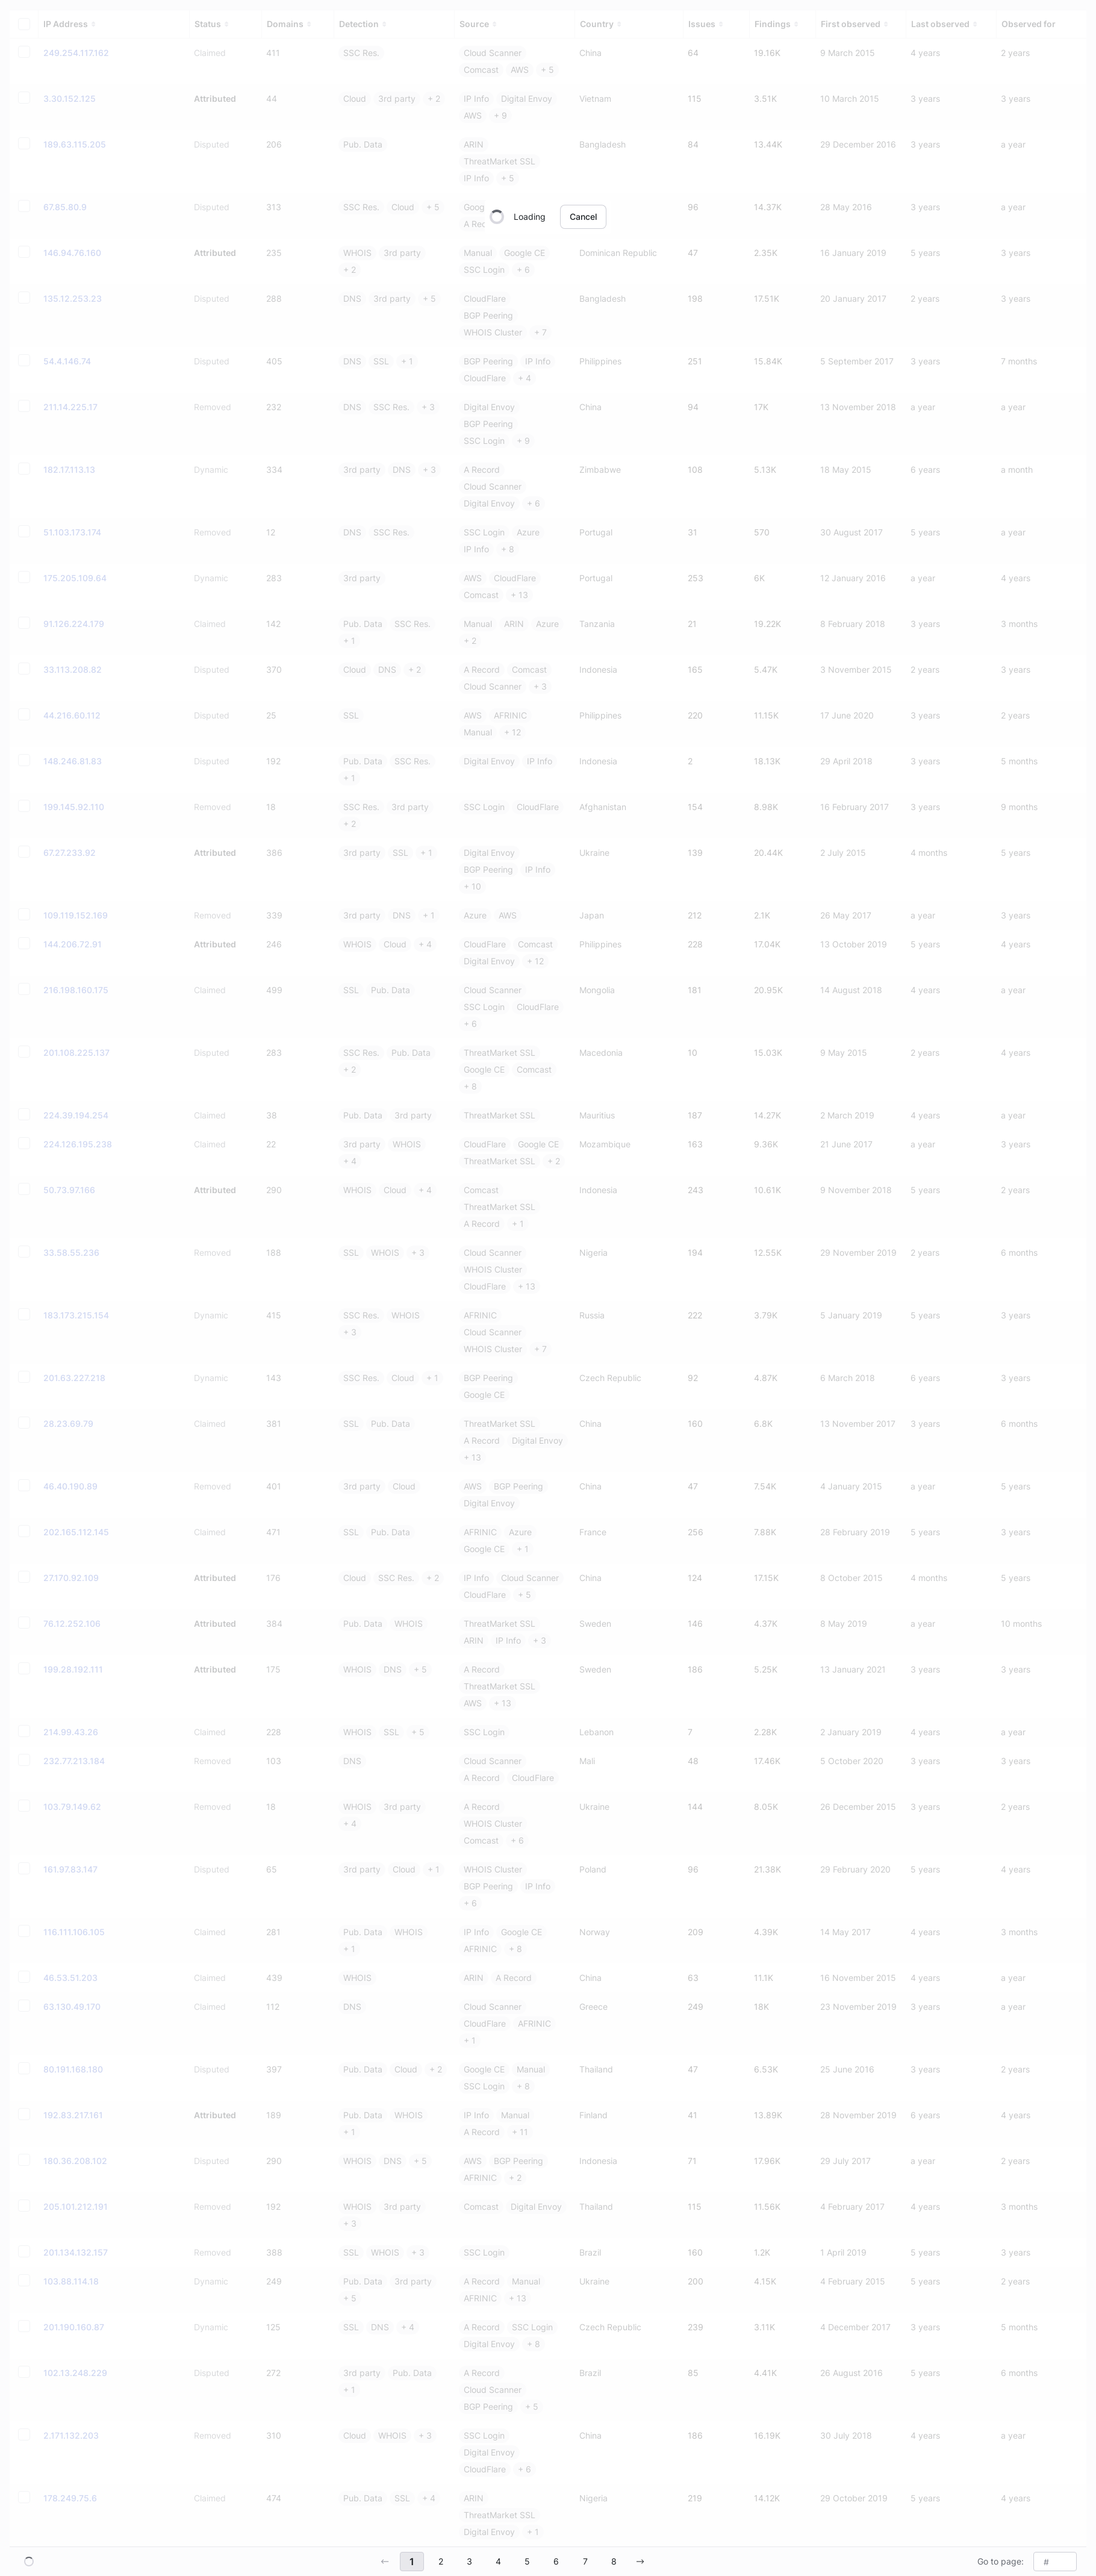 IP Address Status Domains Detection Source Country Issues Findings First observed Last observed Observed for
249.254.117.162 Claimed 411 SSC Res. Cloud Scanner China 64 19.16K 9 March 2015 4 years 2 years
Comcast AWS + 5
3.30.152.125 Attributed 44 Cloud 3rd party + 2 IP Info Digital Envoy Vietnam 115 3.51K 10 March 2015 3 years 3 years
AWS + 9
189.63.115.205 Disputed 206 Pub. Data ARIN Bangladesh 84 13.44K 29 December 2016 3 years a year
ThreatMarket SSL
IP Info + 5
67.85.80.9 Disputed 313 SSC Res. Cloud + 5 Goog 96 14.37K 28 May 2016 3 years a year
Loading Cancel
A Rec
146.94.76.160 Attributed 235 WHOIS 3rd party Manual Google CE Dominican Republic 47 2.35K 16 January 2019 5 years 3 years
+ 2 SSC Login + 6
135.12.253.23 Disputed 288 DNS 3rd party + 5 CloudFlare Bangladesh 198 17.51K 20 January 2017 2 years 3 years
BGP Peering
WHOIS Cluster + 7
54.4.146.74 Disputed 405 DNS SSL + 1 BGP Peering IP Info Philippines 251 15.84K 5 September 2017 3 years 7 months
CloudFlare + 4
211.14.225.17 Removed 232 DNS SSC Res. + 3 Digital Envoy China 94 17K 13 November 2018 a year a year
BGP Peering
SSC Login + 9
182.17.113.13 Dynamic 334 3rd party DNS + 3 A Record Zimbabwe 108 5.13K 18 May 2015 6 years a month
Cloud Scanner
Digital Envoy + 6
51.103.173.174 Removed 12 DNS SSC Res. SSC Login Azure Portugal 31 570 30 August 2017 5 years a year
IP Info + 8
175.205.109.64 Dynamic 283 3rd party AWS CloudFlare Portugal 253 6K 12 January 2016 a year 4 years
Comcast + 13
91.126.224.179 Claimed 142 Pub. Data SSC Res. Manual ARIN Azure Tanzania 21 19.22K 8 February 2018 3 years 3 months
+ 1 + 2
33.113.208.82 Disputed 370 Cloud DNS + 2 A Record Comcast Indonesia 165 5.47K 3 November 2015 2 years 3 years
Cloud Scanner + 3
44.216.60.112 Disputed 25 SSL AWS AFRINIC Philippines 220 11.15K 17 June 2020 3 years 2 years
Manual + 12
148.246.81.83 Disputed 192 Pub. Data SSC Res. Digital Envoy IP Info Indonesia 2 18.13K 29 April 2018 3 years 5 months
+ 1
199.145.92.110 Removed 18 SSC Res. 3rd party SSC Login CloudFlare Afghanistan 154 8.98K 16 February 2017 3 years 9 months
+ 2
67.27.233.92 Attributed 386 3rd party SSL + 1 Digital Envoy Ukraine 139 20.44K 2 July 2015 4 months 5 years
BGP Peering IP Info
+ 10
109.119.152.169 Removed 339 3rd party DNS + 1 Azure AWS Japan 212 2.1K 26 May 2017 a year 3 years
144.206.72.91 Attributed 246 WHOIS Cloud + 4 CloudFlare Comcast Philippines 228 17.04K 13 October 2019 5 years 4 years
Digital Envoy + 12
216.198.160.175 Claimed 499 SSL Pub. Data Cloud Scanner Mongolia 181 20.95K 14 August 2018 4 years a year
SSC Login CloudFlare
+ 6
201.108.225.137 Disputed 283 SSC Res. Pub. Data ThreatMarket SSL Macedonia 10 15.03K 9 May 2015 2 years 4 years
+ 2 Google CE Comcast
+ 8
224.39.194.254 Claimed 38 Pub. Data 3rd party ThreatMarket SSL Mauritius 187 14.27K 2 March 2019 4 years a year
224.126.195.238 Claimed 22 3rd party WHOIS CloudFlare Google CE Mozambique 163 9.36K 21 June 2017 a year 3 years
+ 4 ThreatMarket SSL + 2
50.73.97.166 Attributed 290 WHOIS Cloud + 4 Comcast Indonesia 243 10.61K 9 November 2018 5 years 2 years
ThreatMarket SSL
A Record + 1
33.58.55.236 Removed 188 SSL WHOIS + 3 Cloud Scanner Nigeria 194 12.55K 29 November 2019 2 years 6 months
WHOIS Cluster
CloudFlare + 13
183.173.215.154 Dynamic 415 SSC Res. WHOIS AFRINIC Russia 222 3.79K 5 January 2019 5 years 3 years
+ 3 Cloud Scanner
WHOIS Cluster + 7
201.63.227.218 Dynamic 143 SSC Res. Cloud + 1 BGP Peering Czech Republic 92 4.87K 6 March 2018 6 years 3 years
Google CE
28.23.69.79 Claimed 381 SSL Pub. Data ThreatMarket SSL China 160 6.8K 13 November 2017 3 years 6 months
A Record Digital Envoy
+ 13
46.40.190.89 Removed 401 3rd party Cloud AWS BGP Peering China 47 7.54K 4 January 2015 a year 5 years
Digital Envoy
202.165.112.145 Claimed 471 SSL Pub. Data AFRINIC Azure France 256 7.88K 28 February 2019 5 years 3 years
Google CE + 1
27.170.92.109 Attributed 176 Cloud SSC Res. + 2 IP Info Cloud Scanner China 124 17.15K 8 October 2015 4 months 5 years
CloudFlare + 5
76.12.252.106 Attributed 384 Pub. Data WHOIS ThreatMarket SSL Sweden 146 4.37K 8 May 2019 a year 10 months
ARIN IP Info + 3
199.28.192.111 Attributed 175 WHOIS DNS + 5 A Record Sweden 186 5.25K 13 January 2021 3 years 3 years
ThreatMarket SSL
AWS + 13
214.99.43.26 Claimed 228 WHOIS SSL + 5 SSC Login Lebanon 7 2.28K 2 January 2019 4 years a year
232.77.213.184 Removed 103 DNS Cloud Scanner Mali 48 17.46K 5 October 2020 3 years 3 years
A Record CloudFlare
103.79.149.62 Removed 18 WHOIS 3rd party A Record Ukraine 144 8.05K 26 December 2015 3 years 2 years
+ 4 WHOIS Cluster
Comcast + 6
161.97.83.147 Disputed 65 3rd party Cloud + 1 WHOIS Cluster Poland 96 21.38K 29 February 2020 5 years 4 years
BGP Peering IP Info
+ 6
116.111.106.105 Claimed 281 Pub. Data WHOIS IP Info Google CE Norway 209 4.39K 14 May 2017 4 years 3 months
+ 1 AFRINIC + 8
46.53.51.203 Claimed 439 WHOIS ARIN A Record China 63 11.1K 16 November 2015 4 years a year
63.130.49.170 Claimed 112 DNS Cloud Scanner Greece 249 18K 23 November 2019 3 years a year
CloudFlare AFRINIC
+ 1
80.191.168.180 Disputed 397 Pub. Data Cloud + 2 Google CE Manual Thailand 47 6.53K 25 June 2016 3 years 2 years
SSC Login + 8
192.83.217.161 Attributed 189 Pub. Data WHOIS IP Info Manual Finland 41 13.89K 28 November 2019 6 years 4 years
+ 1 A Record + 11
180.36.208.102 Disputed 290 WHOIS DNS + 5 AWS BGP Peering Indonesia 71 17.96K 29 July 2017 a year 2 years
AFRINIC + 2
205.101.212.191 Removed 192 WHOIS 3rd party Comcast Digital Envoy Thailand 115 11.56K 4 February 2017 4 years 3 months
+ 3
201.134.132.157 Removed 388 SSL WHOIS + 3 SSC Login Brazil 160 1.2K 1 April 2019 5 years 3 years
103.88.114.16 Dynamic 249 Pub. Data 3rd party A Record Manual Ukraine 200 4.15K 4 February 2015 5 years 2 years
+ 5 AFRINIC + 13
201.190.160.87 Dynamic 125 SSL DNS + 4 A Record SSC Login Czech Republic 239 3.11K 4 December 2017 3 years 5 months
Digital Envoy + 8
102.13.248.229 Disputed 272 3rd party Pub. Data A Record Brazil 85 4.41K 26 August 2016 5 years 6 months
+ 1 Cloud Scanner
BGP Peering + 5
2.171.132.203 Removed 310 Cloud WHOIS + 3 SSC Login China 186 16.19K 30 July 2018 4 years a year
Digital Envoy
CloudFlare + 6
178.249.75.6 Claimed 474 Pub. Data SSL + 4 ARIN Nigeria 219 14.12K 29 October 2019 5 years 4 years
ThreatMarket SSL
Digital Envoy + 1
← 1 2 3 4 5 6 7 8 → Go to page: #